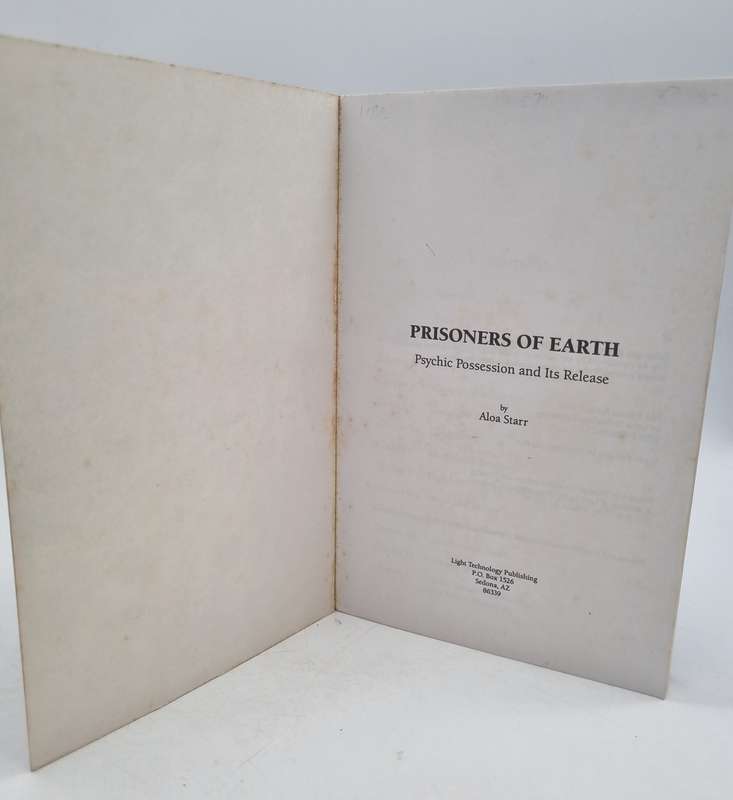 PRISONERS OF EARTH
Psychic Possession and Its Release
by
Aloa Starr
Light Technology Publishing
P.O. Box 1526
Sedona, AZ
86339